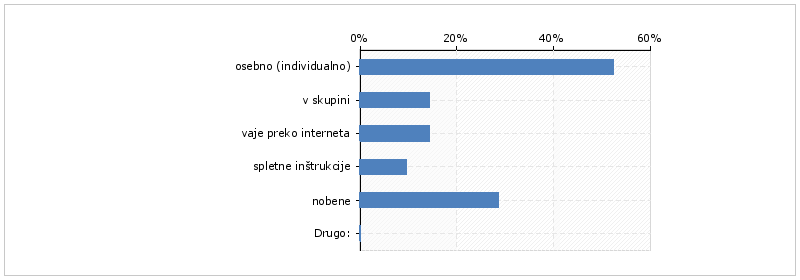 0% 20% 40% 60%
osebno (individualno)
v skupini
vaje preko interneta
spletne inštrukcije
nobene
Drugo: